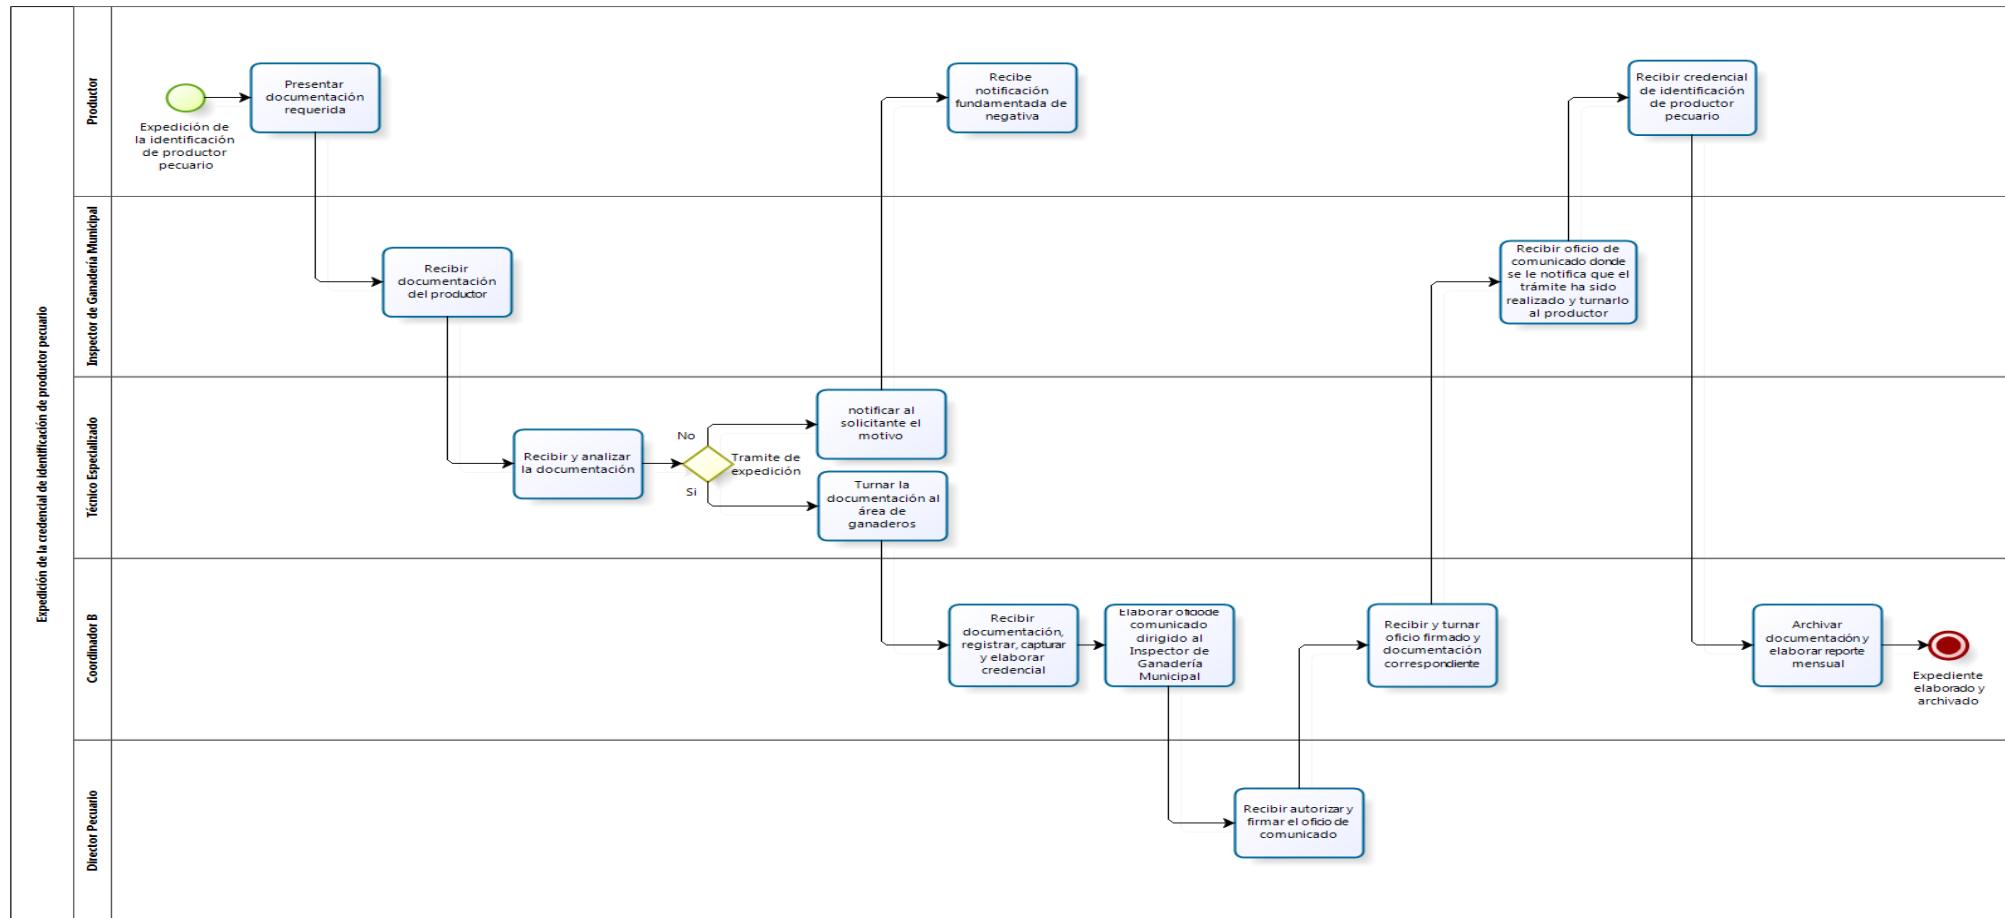 Expedición de la credencial de identificación de productor pecuario
Productor
Expedición de
la identificación
de productor
pecuario
Presentar
documentación
requerida
Recibe
notificación
fundamentada de
negativa
Recibir credencial
de identificación
de productor
pecuario
Inspector de Ganadería Municipal
Recibir
documentación
del productor
Recibir oficio de
comunicado donde
se le notifica que el
trámite ha sido
realizado y turnarlo
al productor
Técnico Especializado
Recibir y analizar
la documentación
No
Si
Tramite de
expedición
notificar al
solicitante el
motivo
Turnar la
documentación al
área de
ganaderos
Coordinador B
Recibir
documentación,
registrar, capturar
y elaborar
credencial
Elaborar oficiode
comunicado
dirigido al
Inspector de
Ganadería
Municipal
Recibir y turnar
oficio firmado y
documentación
correspondiente
Archivar
documentación y
elaborar reporte
mensual
Expediente
elaborado y
archivado
Director Pecuario
Recibir autorizar y
firmar el oficio de
comunicado